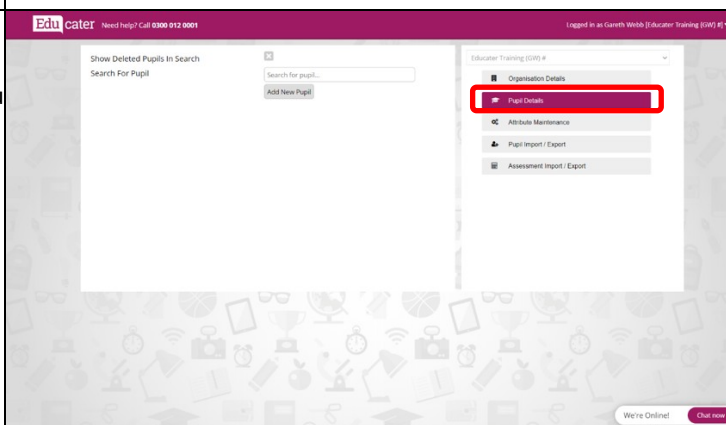 Educater Need help? Call 0300 012 0001
Logged in as Gareth Webb [Educater Training (GW) #]
Show Deleted Pupils In Search
Search For Pupil
Search for pupil...
Add New Pupil
Educater Training (GW) #
Organisation Details
Pupil Details
Attribute Maintenance
Pupil Import / Export
Assessment Import / Export
We're Online!
Chat now